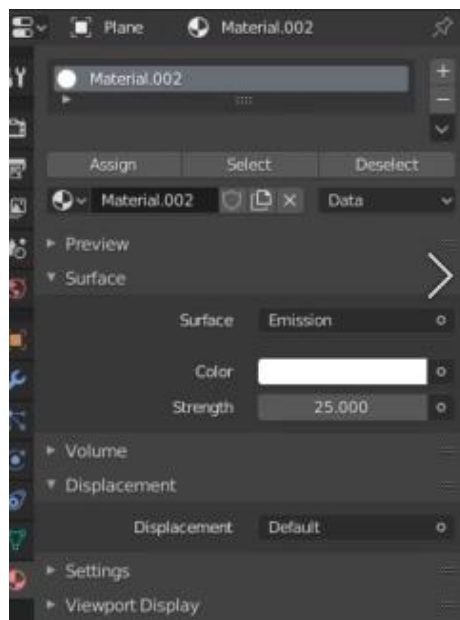 Plane Material.002
Material.002
Assign Select Deselect
Material.002 Data
Preview
Surface
Surface Emission
Color
Strength 25.000
Volume
Displacement
Displacement Default
Settings
Viewport Display